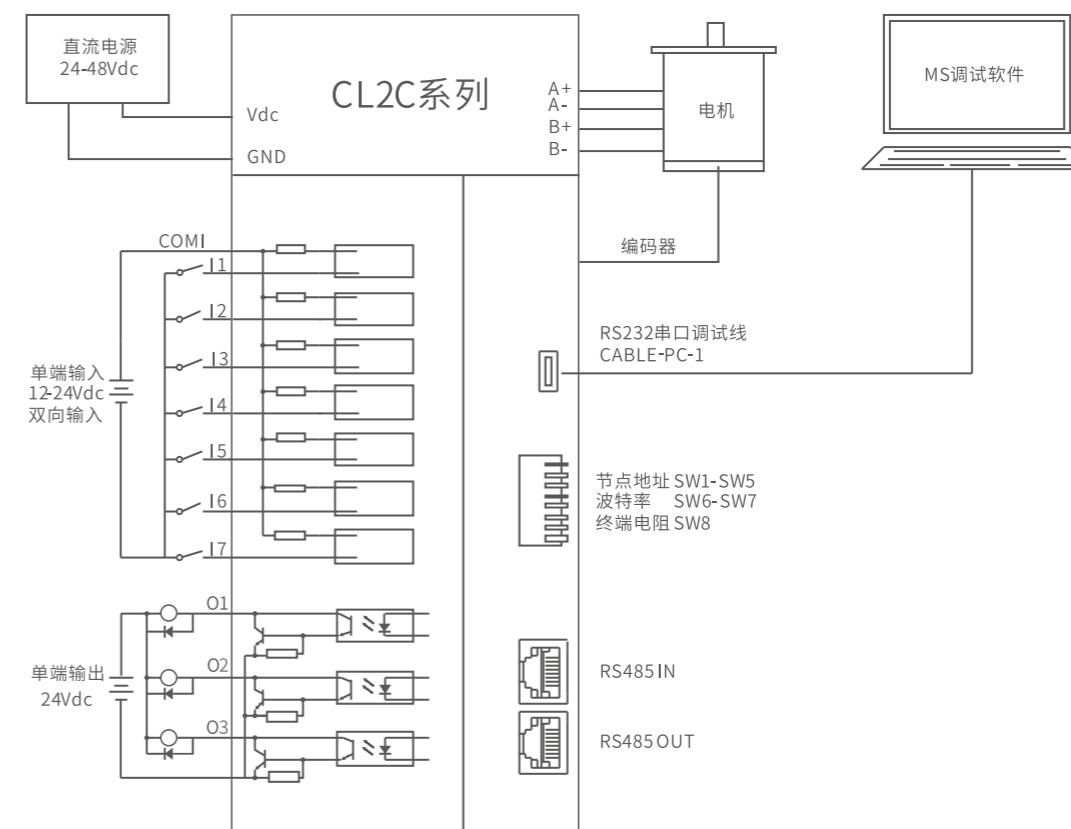 直流电源
24-48Vdc
CL2C系列
Vdc
GND
A+
A-
B+
B-
电机
MS调试软件
编码器
COMI
I1
I2
I3
I4
I5
I6
I7
单端输入
12-24Vdc
双向输入
RS232串口调试线
CABLE-PC-1
节点地址 SW1-SW5
波特率 SW6-SW7
终端电阻 SW8
O1
O2
O3
单端输出
24Vdc
RS485 IN
RS485 OUT